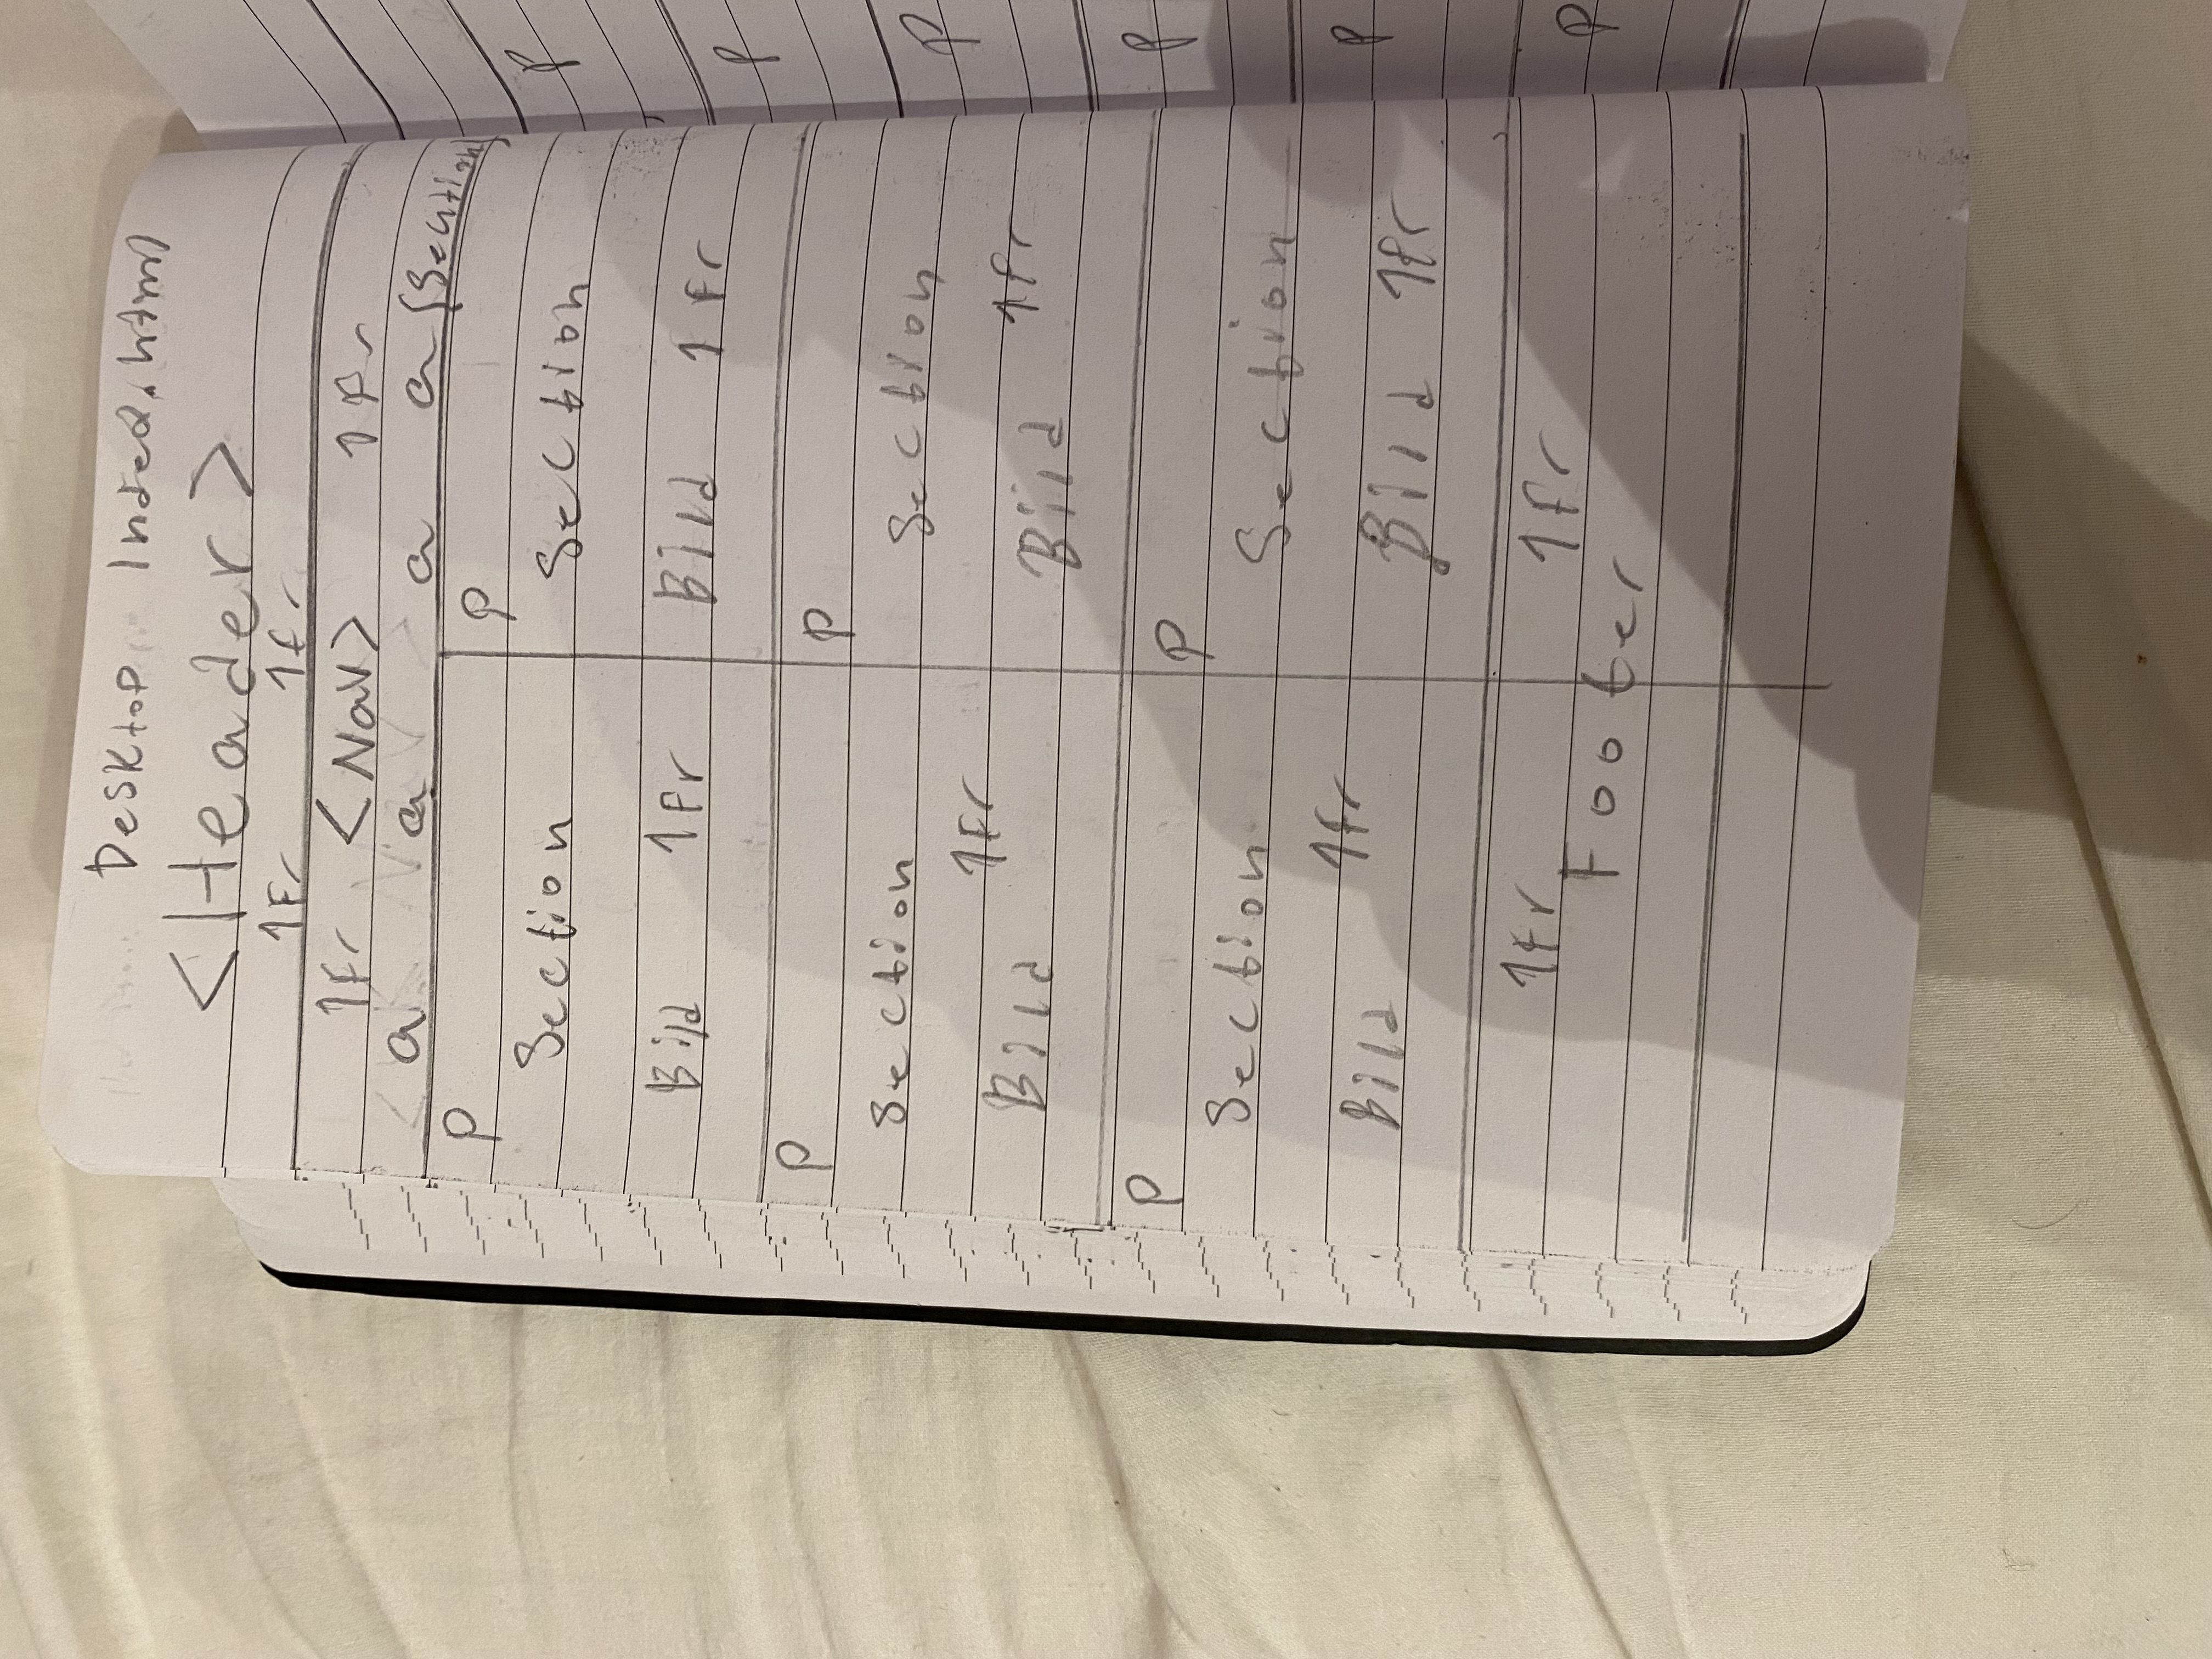 Desktop Index.html
<Header>
1Fr 1fr
1Fr <Nav> 1Fr
a a a a {Section}
P P
Section Section
Bild 1Fr Bild 1Fr
P P
Section Section
1Fr 1Fr
Bild Bild
P P
Section Section
1Fr
Bild Bild 1fr
1Fr 1Fr
Footer
P
P
P
P
P
P